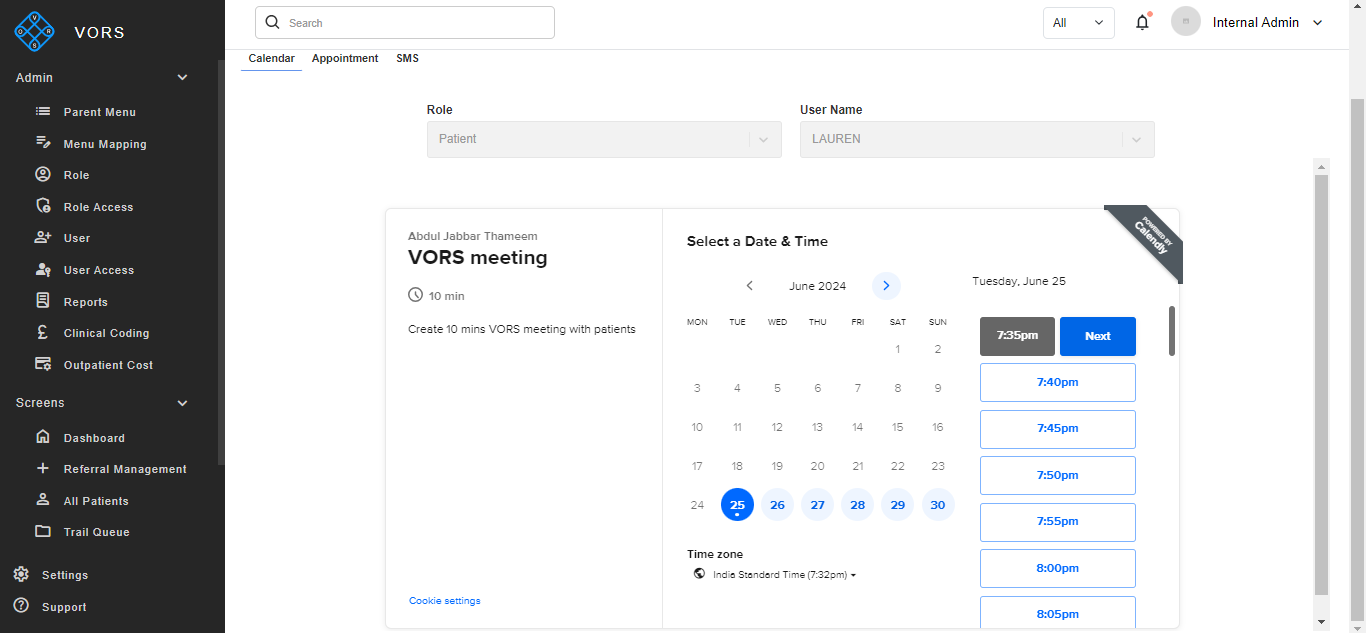 VORS
Search
All
Internal Admin
Admin
Parent Menu
Menu Mapping
Role
Role Access
User
User Access
Reports
Clinical Coding
Outpatient Cost
Screens
Dashboard
Referral Management
All Patients
Trail Queue
Settings
Support
Calendar Appointment SMS
Role
Patient
User Name
LAUREN
Abdul Jabbar Thameem
VORS meeting
10 min
Create 10 mins VORS meeting with patients
Cookie settings
Select a Date & Time
June 2024
MON TUE WED THU FRI SAT SUN
1 2
3 4 5 6 7 8 9
10 11 12 13 14 15 16
17 18 19 20 21 22 23
24 25 26 27 28 29 30
Time zone
India Standard Time (7:32pm)
Tuesday, June 25
7:35pm Next
7:40pm
7:45pm
7:50pm
7:55pm
8:00pm
8:05pm
POWERED BY
Calendly